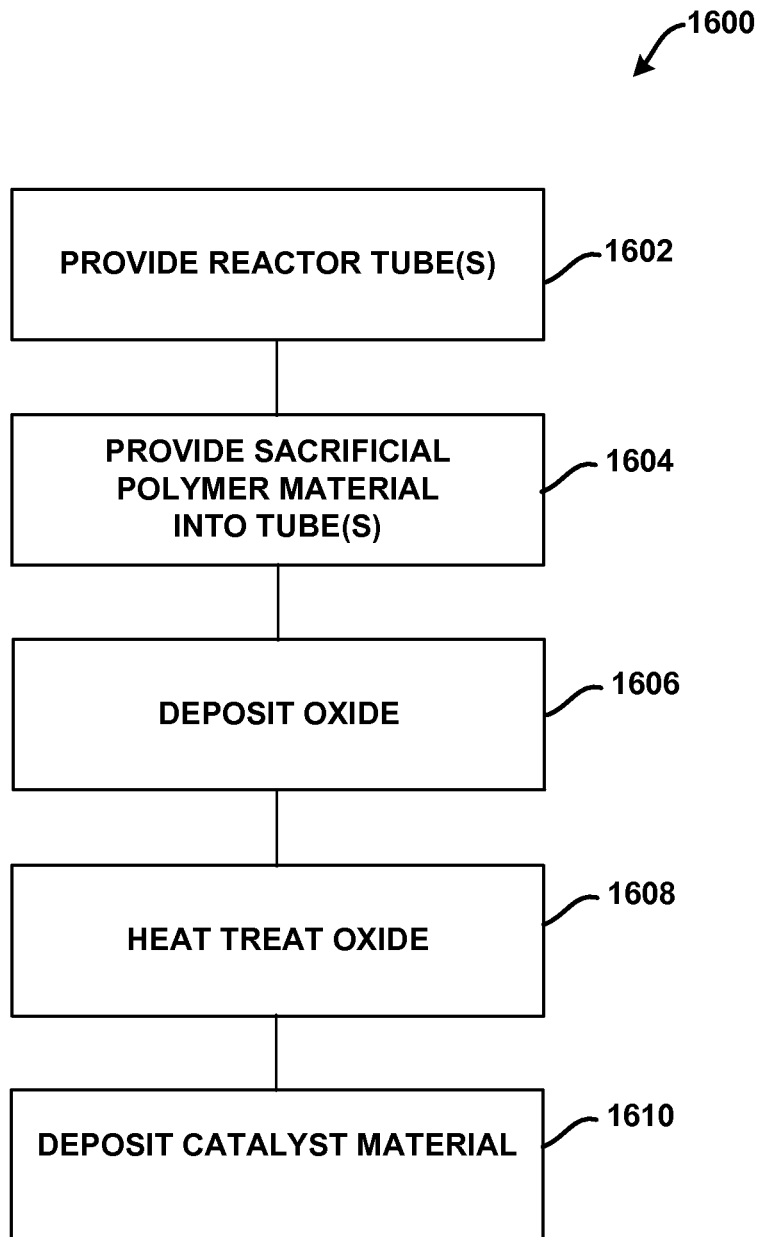 1600
PROVIDE REACTOR TUBE(S)
1602
PROVIDE SACRIFICIAL
POLYMER MATERIAL
INTO TUBE(S)
1604
DEPOSIT OXIDE
1606
HEAT TREAT OXIDE
1608
DEPOSIT CATALYST MATERIAL
1610